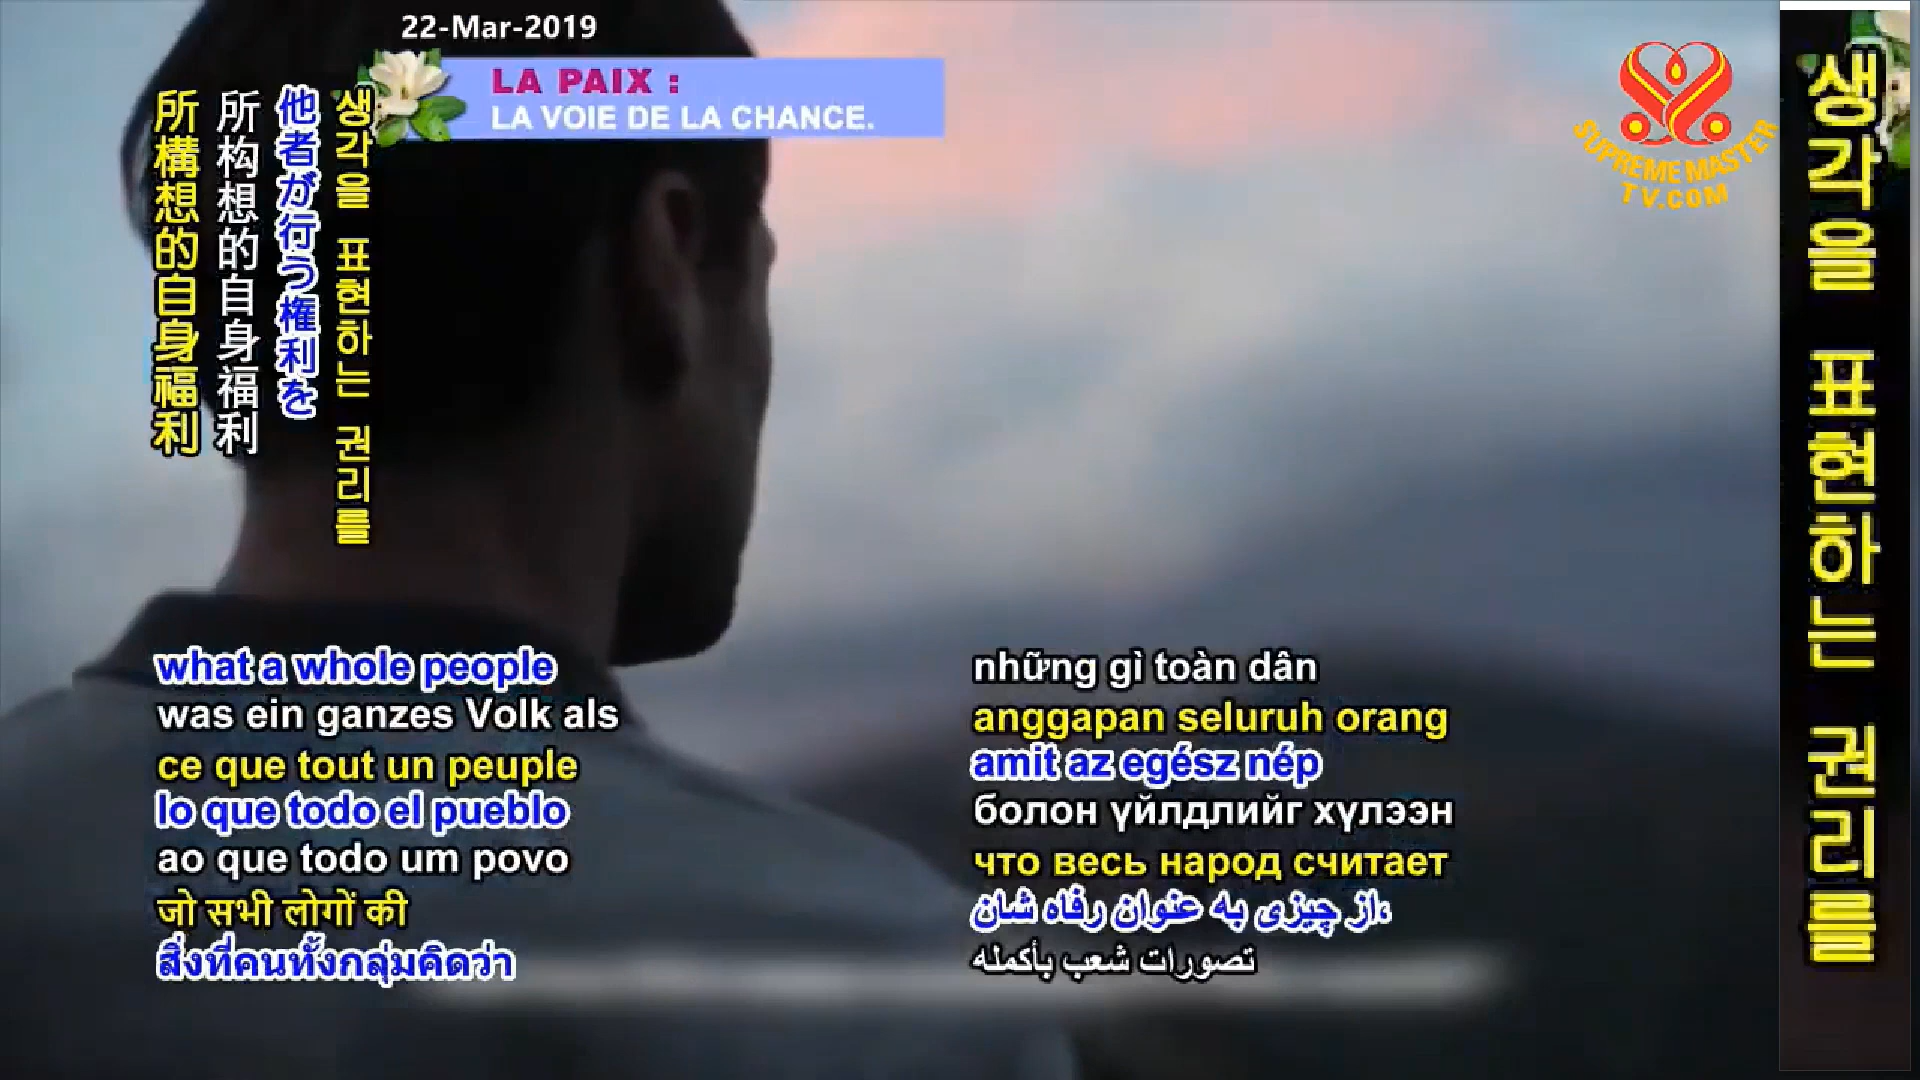 22-Mar-2019
LA PAIX :
LA VOIE DE LA CHANCE.
SUPREME MASTER
TV.COM
생각을 표현하는 권리를
他者が行う権利を
所构想的自身福利
所構想的自身福利
what a whole people
was ein ganzes Volk als
ce que tout un peuple
lo que todo el pueblo
ao que todo um povo
जो सभी लोगों की
สิ่งที่คนทั้งกลุ่มคิดว่า
những gì toàn dân
anggapan seluruh orang
amit az egész nép
болон үйлдлийг хүлээн
что весь народ считает
از چیزی به عنوان رفاه شان،
تصورات شعب بأكمله
생각을 표현하는 권리를